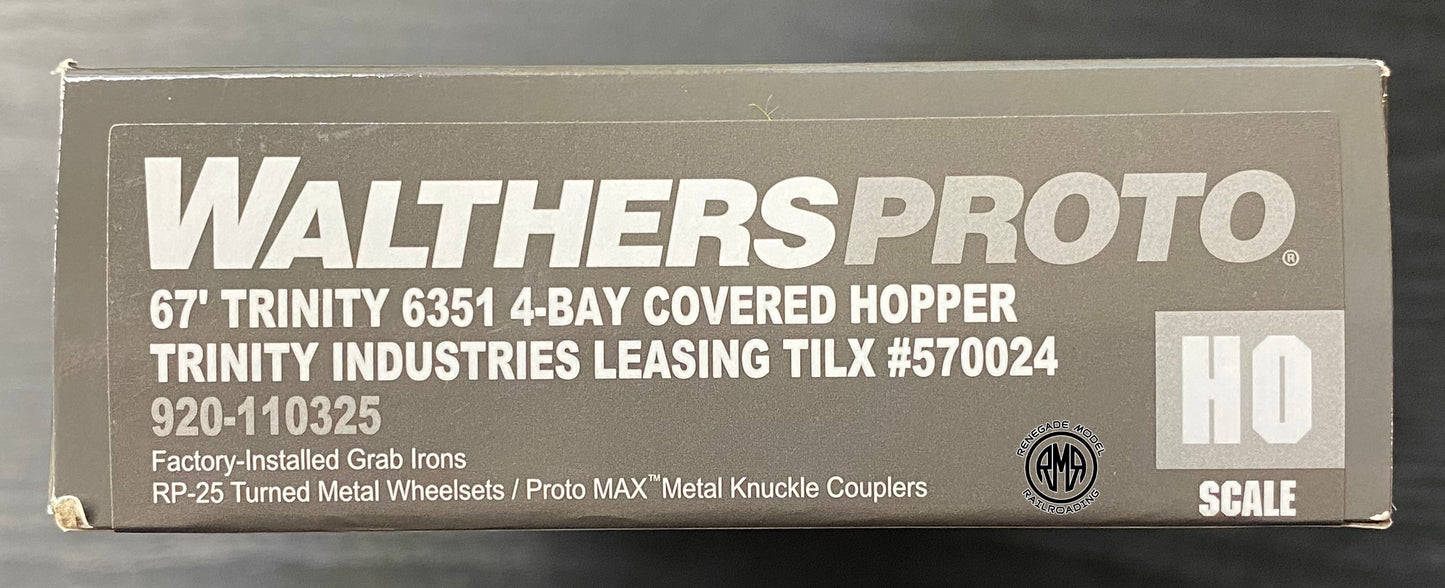 WALTHERSPROTO®
67' TRINITY 6351 4-BAY COVERED HOPPER
TRINITY INDUSTRIES LEASING TILX #570024
920-110325
Factory-Installed Grab Irons
RP-25 Turned Metal Wheelsets / Proto MAX™ Metal Knuckle Couplers
HO
SCALE
RENEGADE MODEL
RMR
RAILROADING